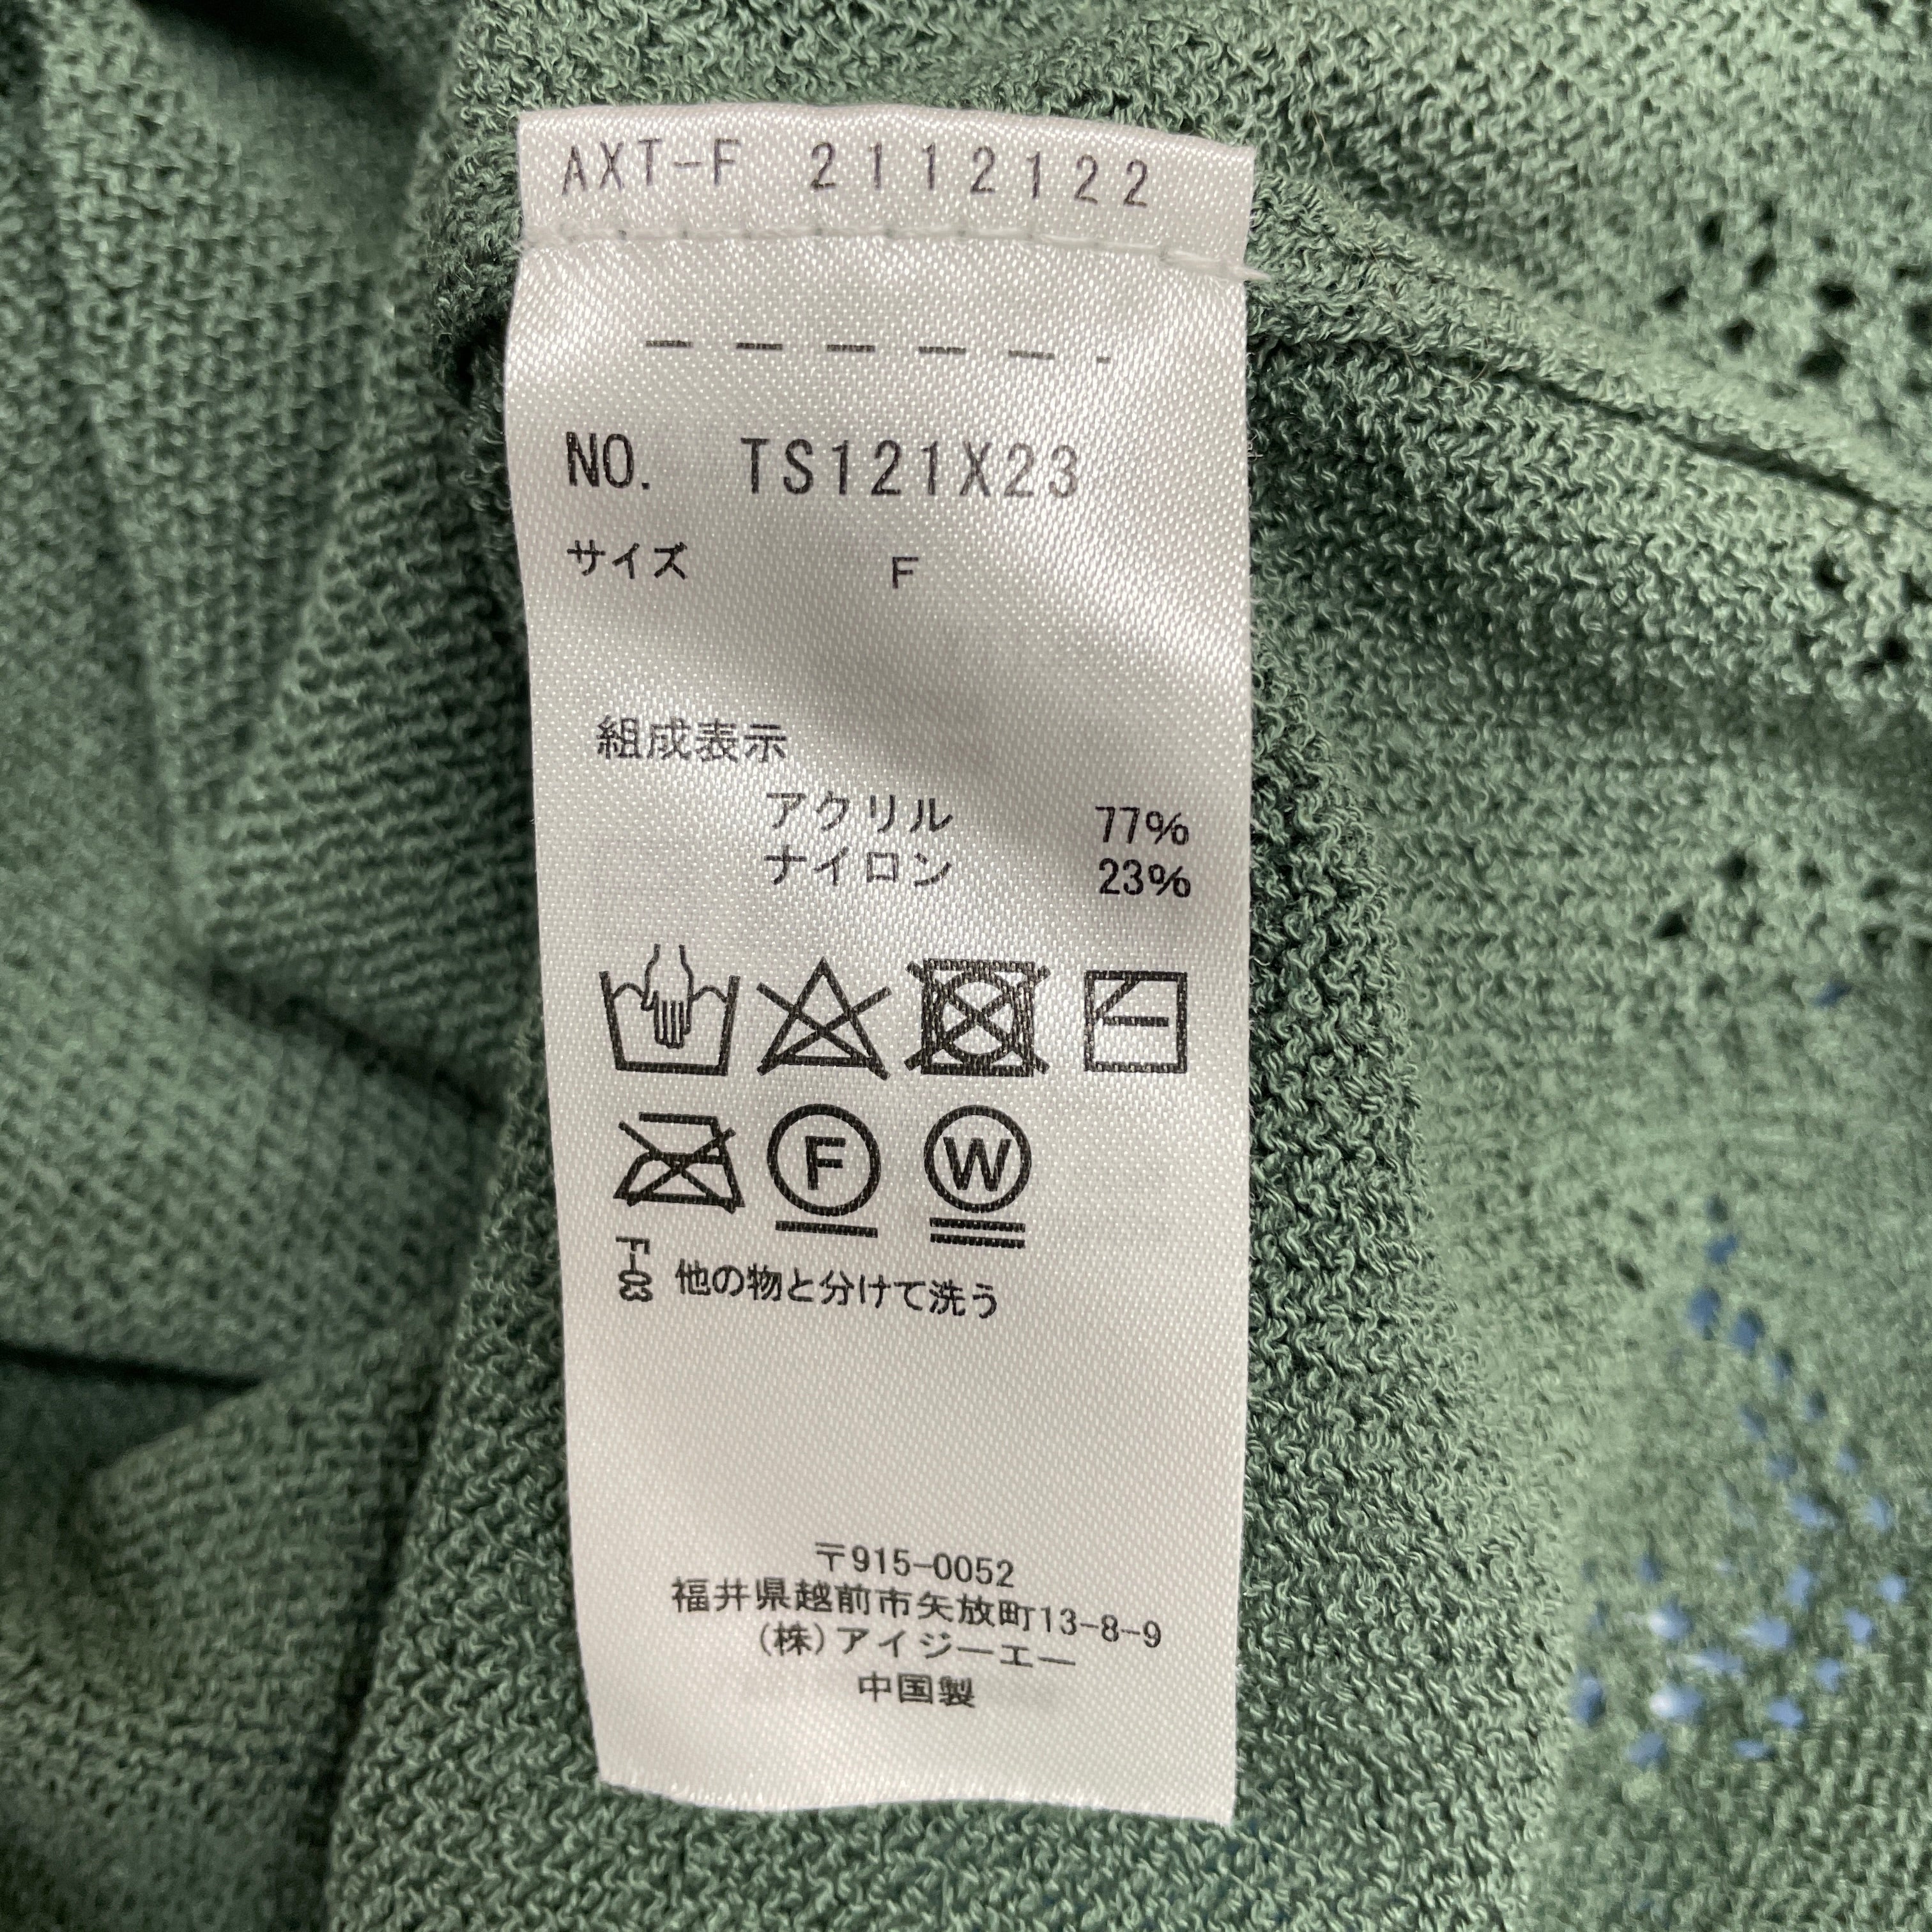 AXT-F 2112122
NO. TS121X23
サイズ F
組成表示
アクリル 77%
ナイロン 23%
F W
F-03 他の物と分けて洗う
〒915-0052
福井県越前市矢放町13-8-9
(株)アイジーエー
中国製